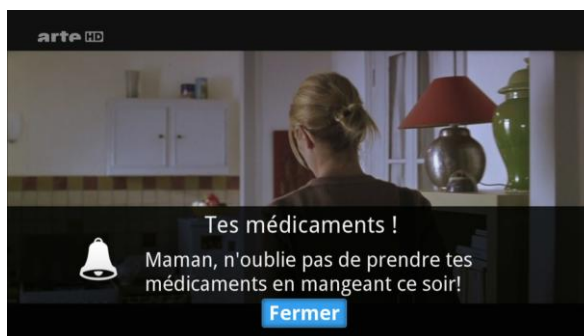 arte HD
Tes médicaments !
Maman, n'oublie pas de prendre tes
médicaments en mangeant ce soir!
Fermer